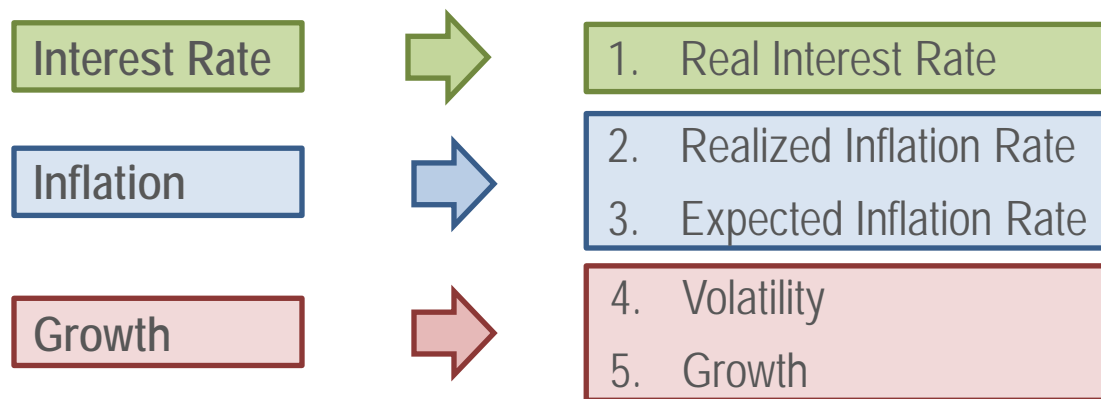 Interest Rate
1. Real Interest Rate
Inflation
2. Realized Inflation Rate
3. Expected Inflation Rate
Growth
4. Volatility
5. Growth